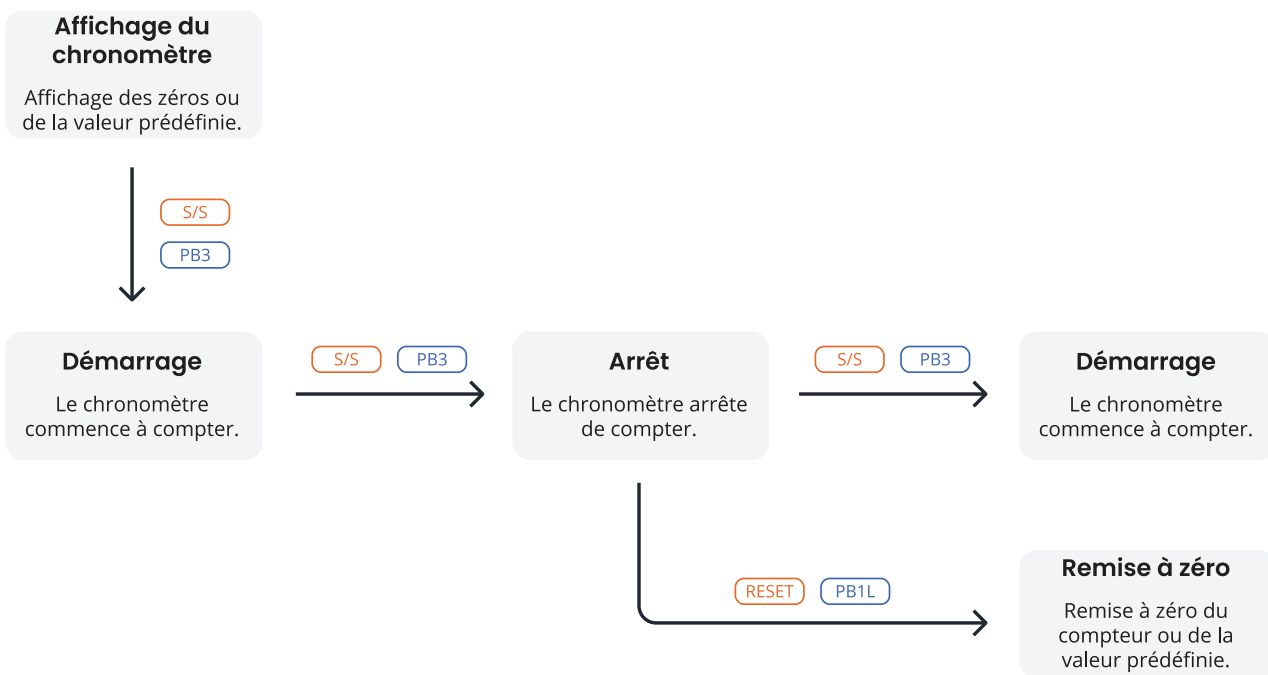 Affichage du
chronomètre
Affichage des zéros ou
de la valeur prédéfinie.
S/S
PB3
Démarrage
Le chronomètre
commence à compter.
S/S PB3
Arrêt
Le chronomètre arrête
de compter.
S/S PB3
Démarrage
Le chronomètre
commence à compter.
RESET PB1L
Remise à zéro
Remise à zéro du
compteur ou de la
valeur prédéfinie.